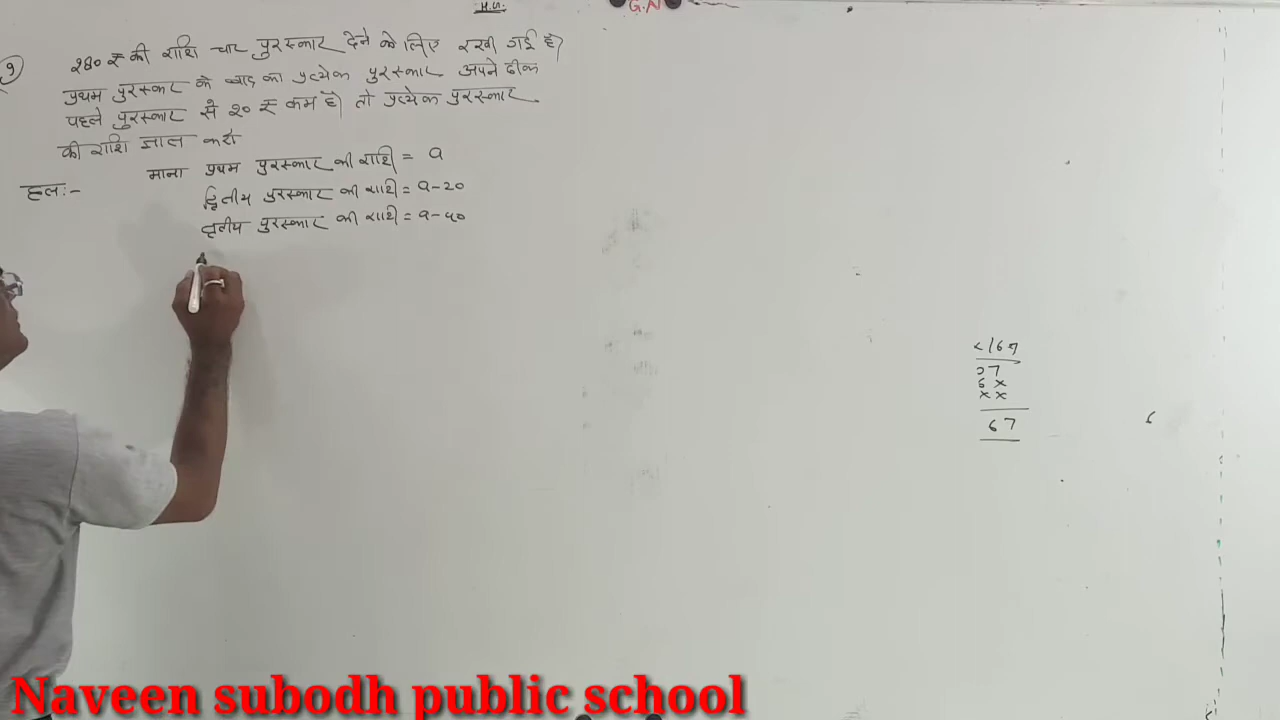 H.W.
G.N
9 280 ₹ की राशि चार पुरस्कार देने के लिए रखी गई है।
प्रथम पुरस्कार के बाद का प्रत्येक पुरस्कार अपने ठीक
पहले पुरस्कार से २० ₹ कम है। तो प्रत्येक पुरस्कार
की राशि ज्ञात करो
हलः- माना प्रथम पुरस्कार की राशि = a
द्वितीय पुरस्कार की राशि = a-20
तृतीय पुरस्कार की राशि = a-40
67
Naveen subodh public school